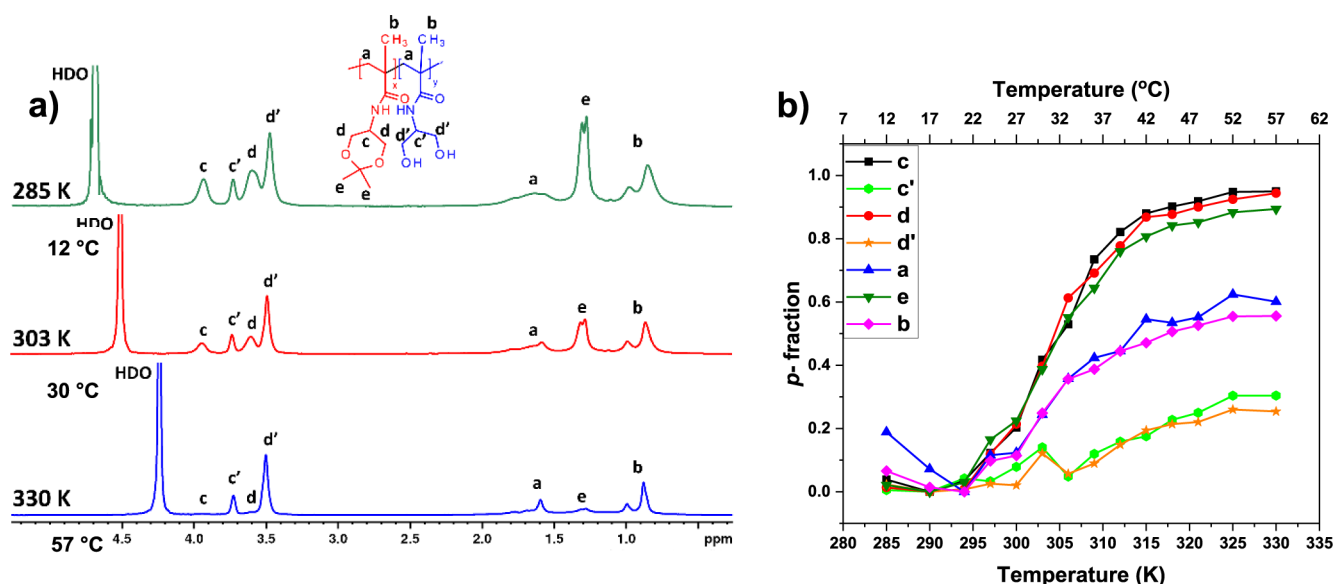 a)
HDO
285 K
c
c'
d
d'
a
e
b
b
b
a
CH3
a
CH3
x
y
O
O
NH
NH
d
d
c
d'
d'
c'
O
O
OH
OH
e
e
HDO
12 °C
303 K
c
c'
d
d'
a
e
b
HDO
30 °C
330 K
c
c'
d
d'
a
e
b
57 °C
4.5
3.5
3.0
2.5
2.0
1.5
1.0
ppm
b)
Temperature (ºC)
7 12 17 22 27 32 37 42 47 52 57 62
c
c'
d
d'
a
e
b
p- fraction
1.0
0.8
0.6
0.4
0.2
0.0
280 285 290 295 300 305 310 315 320 325 330 335
Temperature (K)